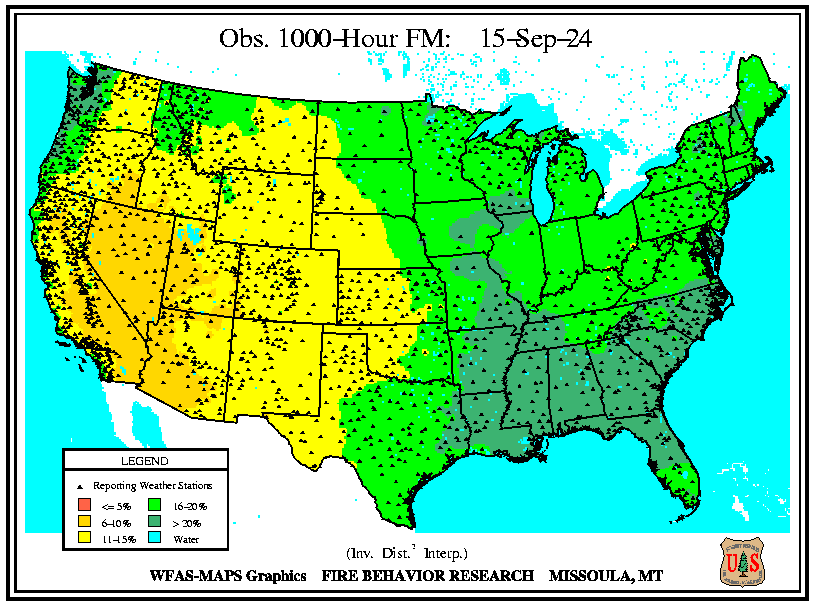 Obs. 1000-Hour FM: 15-Sep-24
LEGEND
Reporting Weather Stations
<= 5% 16-20%
6-10% > 20%
11-15% Water
(Inv. Dist.² Interp.)
WFAS-MAPS Graphics FIRE BEHAVIOR RESEARCH MISSOULA, MT
U S